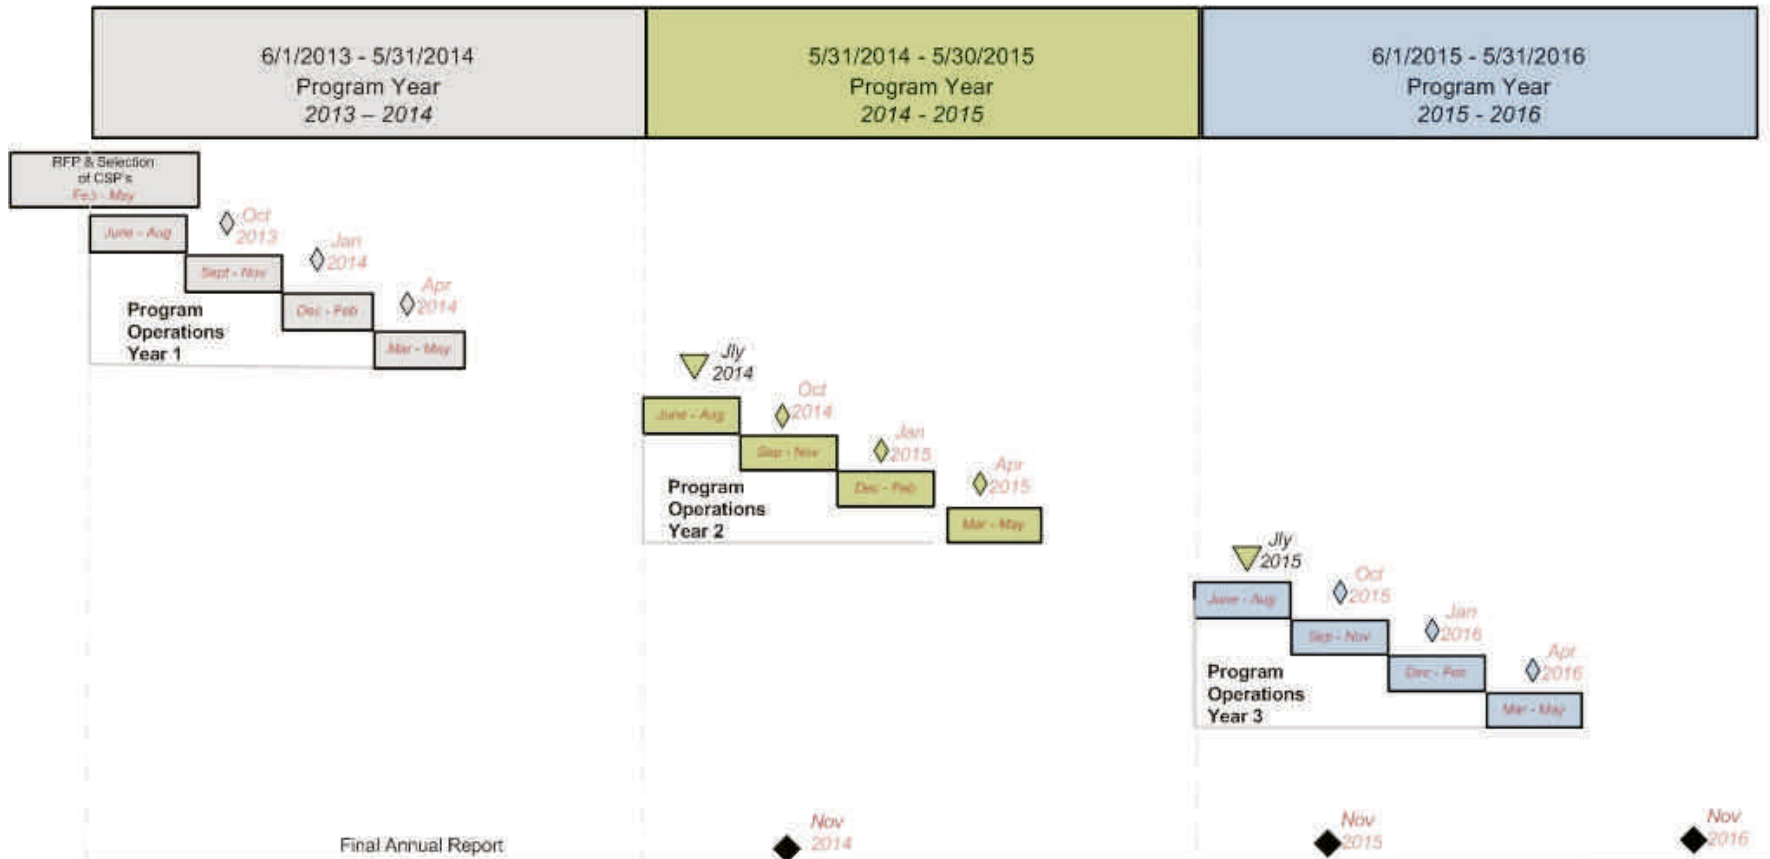 6/1/2013 - 5/31/2014
Program Year
2013 – 2014
5/31/2014 - 5/30/2015
Program Year
2014 - 2015
6/1/2015 - 5/31/2016
Program Year
2015 - 2016
RFP & Selection
of CSP's
Feb - May
June - Aug
Oct
2013
Sept - Nov
Jan
2014
Dec - Feb
Apr
2014
Mar - May
Program
Operations
Year 1
Jly
2014
June - Aug
Oct
2014
Sep - Nov
Jan
2015
Dec - Feb
Apr
2015
Mar - May
Program
Operations
Year 2
Jly
2015
June - Aug
Oct
2015
Sept - Nov
Jan
2016
Dec - Feb
Apr
2016
Mar - May
Program
Operations
Year 3
Final Annual Report
Nov
2014
Nov
2015
Nov
2016